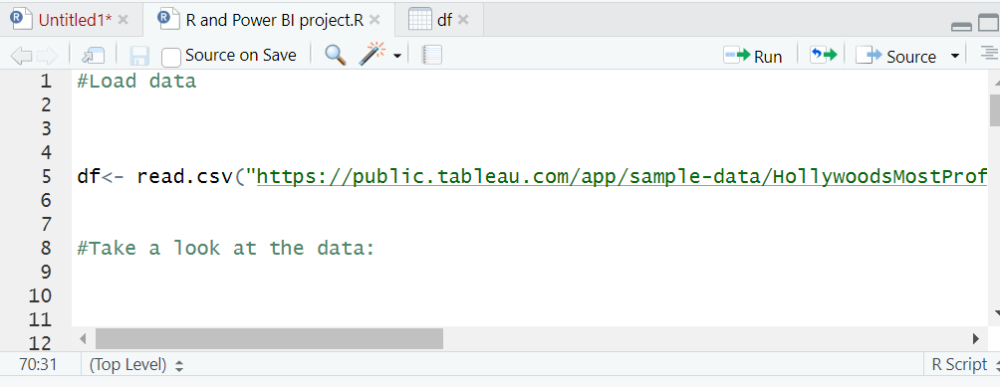 Untitled1* R and Power BI project.R df
Source on Save Run Source
1 #Load data
2
3
4
5 df<- read.csv("https://public.tableau.com/app/sample-data/HollywoodsMostProf
6
7
8 #Take a look at the data:
9
10
11
12
70:31 (Top Level) R Script